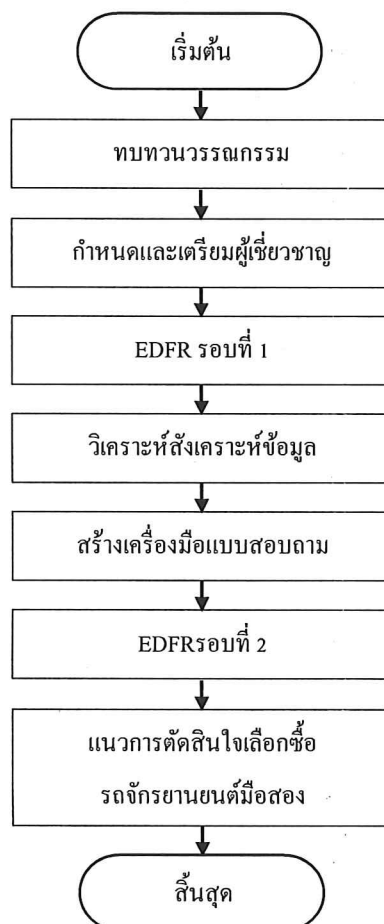 เริ่มต้น
ทบทวนวรรณกรรม
กำหนดและเตรียมผู้เชี่ยวชาญ
EDFR รอบที่ 1
วิเคราะห์สังเคราะห์ข้อมูล
สร้างเครื่องมือแบบสอบถาม
EDFRรอบที่ 2
แนวการตัดสินใจเลือกซื้อ
รถจักรยานยนต์มือสอง
สิ้นสุด